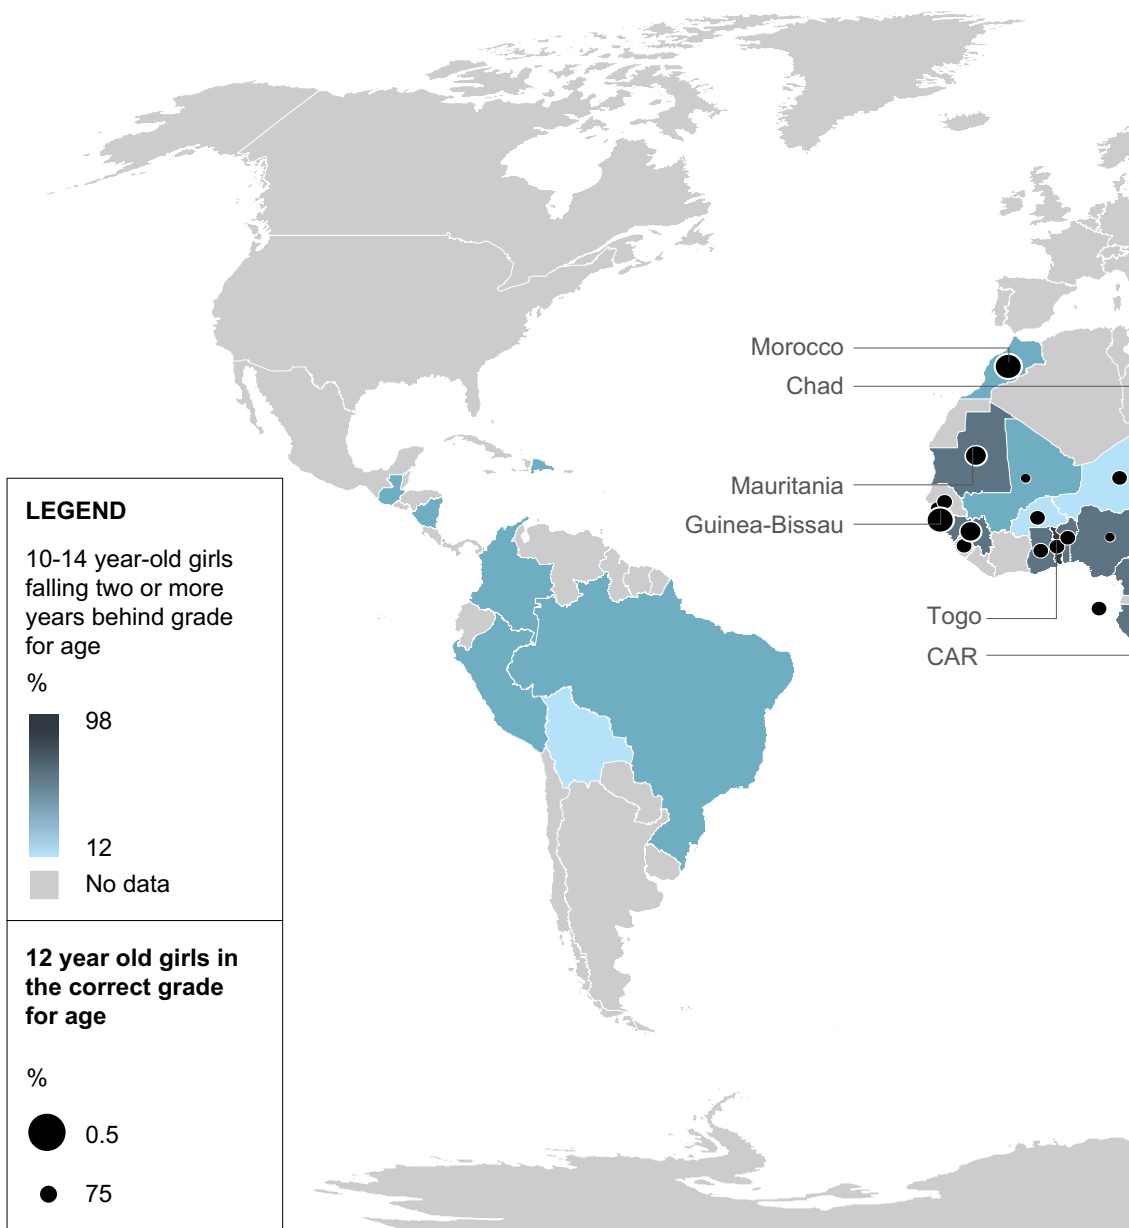 Morocco
Chad
Mauritania
Guinea-Bissau
Togo
CAR
LEGEND
10-14 year-old girls
falling two or more
years behind grade
for age
%
98
12
No data
12 year old girls in
the correct grade
for age
%
0.5
75